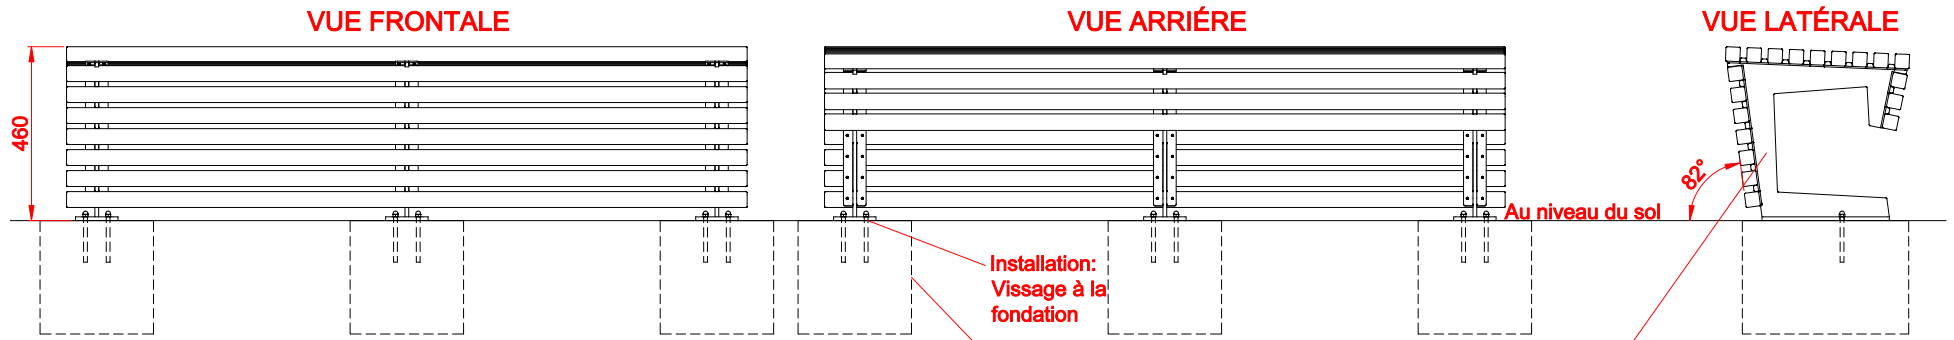 VUE FRONTALE
VUE ARRIÉRE
VUE LATÉRALE
460
82°
Au niveau du sol
Installation:
Vissage à la
fondation